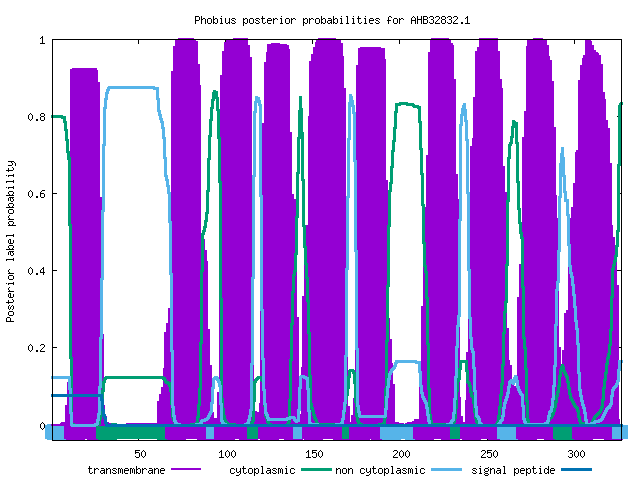 Phobius posterior probabilities for AHB32832.1
1
0.8
0.6
0.4
0.2
0
Posterior label probability
50 100 150 200 250 300
transmembrane cytoplasmic non cytoplasmic signal peptide